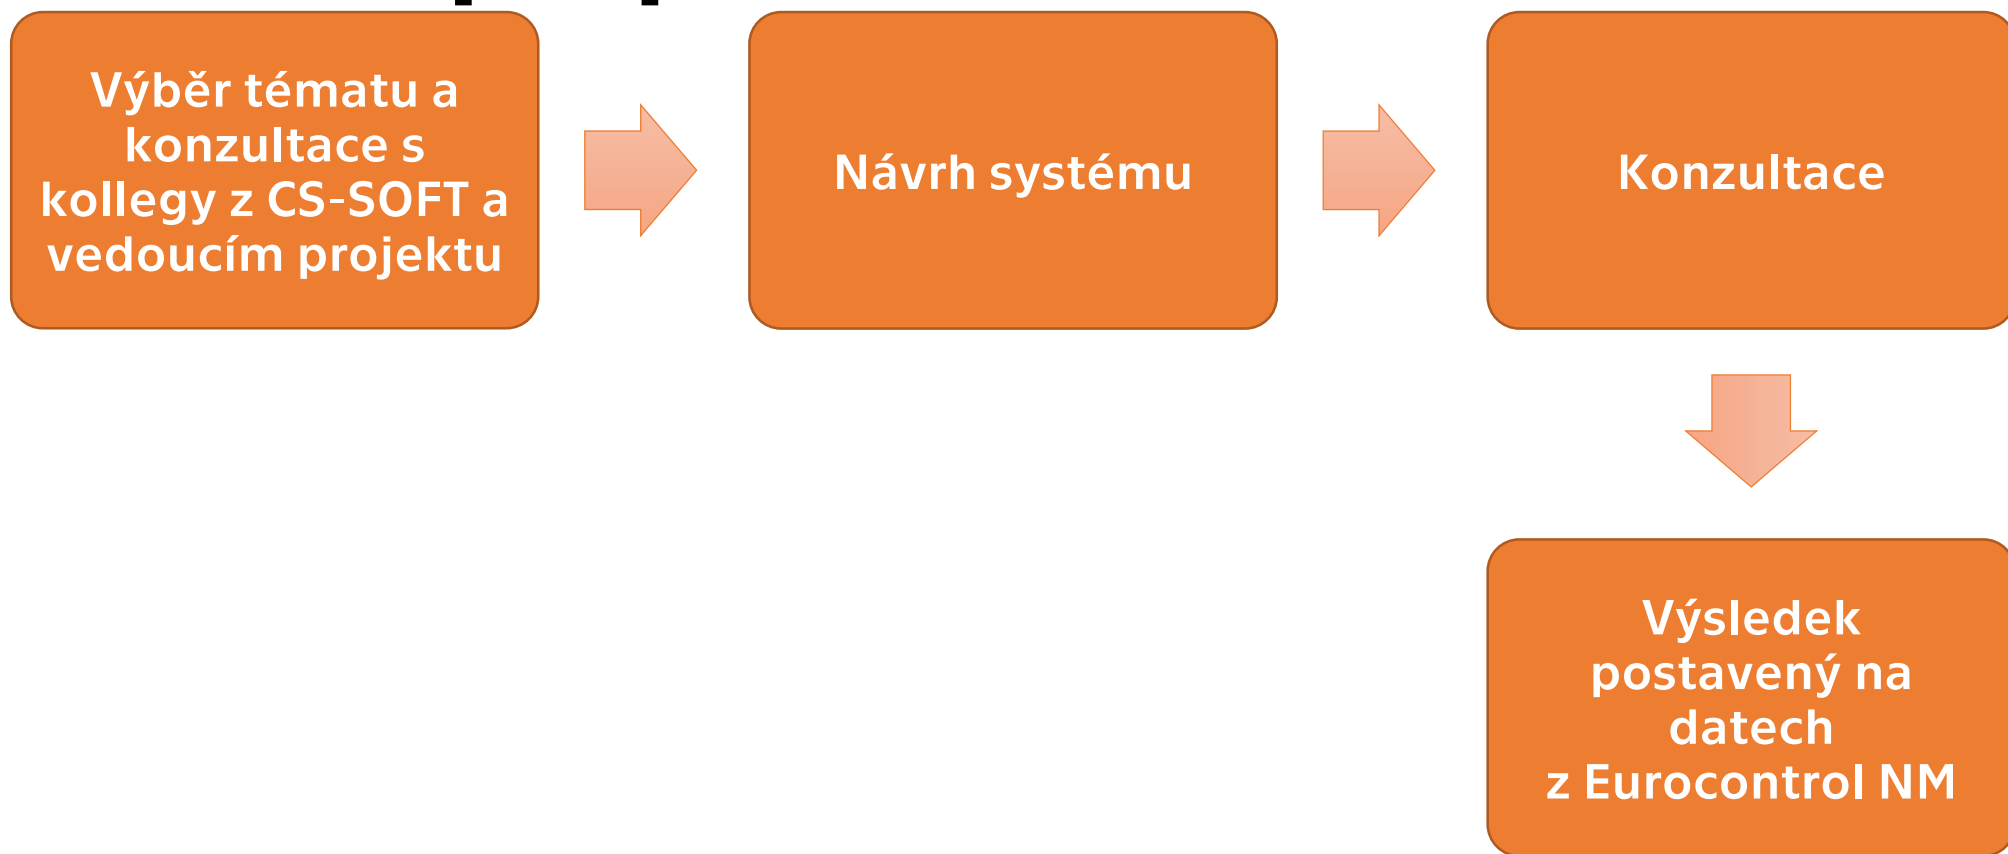 Výběr tématu a
konzultace s
kollegy z CS-SOFT a
vedoucím projektu
Návrh systému
Konzultace
Výsledek
postavený na
datech
z Eurocontrol NM